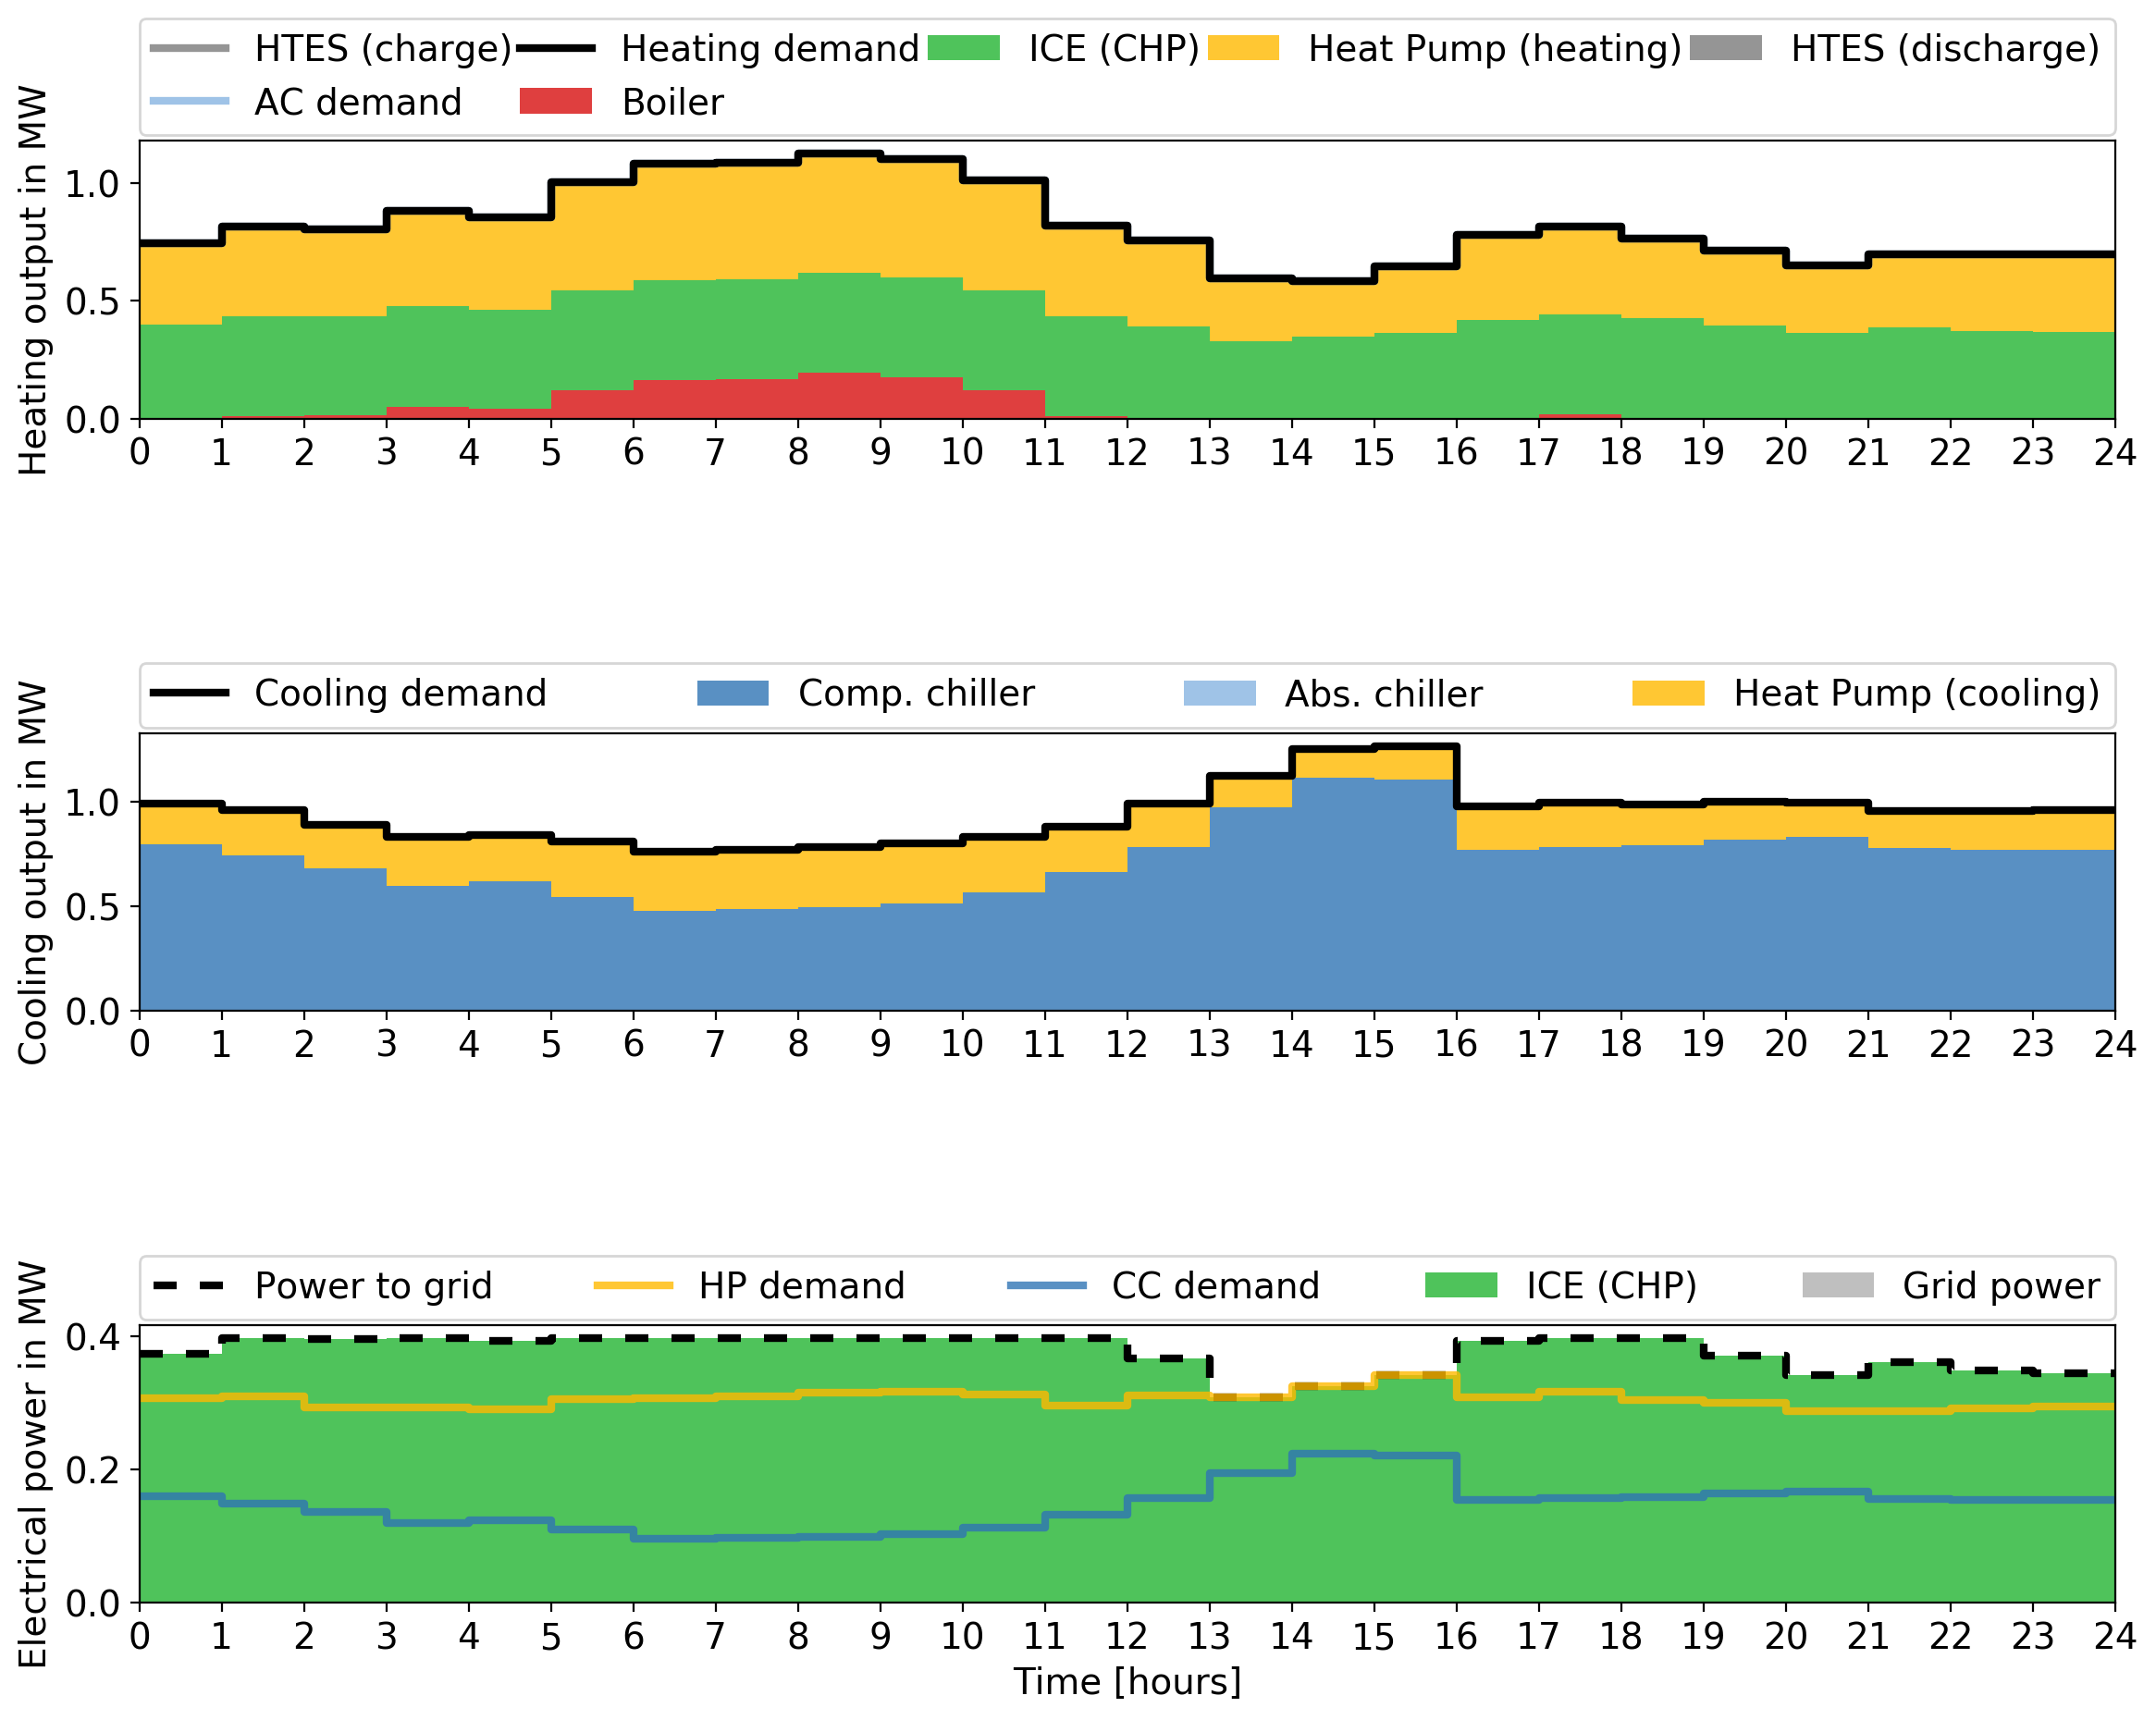 HTES (charge) Heating demand ICE (CHP) Heat Pump (heating) HTES (discharge)
AC demand Boiler
Heating output in MW
1.0
0.5
0.0
0 1 2 3 4 5 6 7 8 9 10 11 12 13 14 15 16 17 18 19 20 21 22 23 24
Cooling demand Comp. chiller Abs. chiller Heat Pump (cooling)
Cooling output in MW
1.0
0.5
0.0
0 1 2 3 4 5 6 7 8 9 10 11 12 13 14 15 16 17 18 19 20 21 22 23 24
Power to grid HP demand CC demand ICE (CHP) Grid power
Electrical power in MW
0.4
0.2
0.0
0 1 2 3 4 5 6 7 8 9 10 11 12 13 14 15 16 17 18 19 20 21 22 23 24
Time [hours]